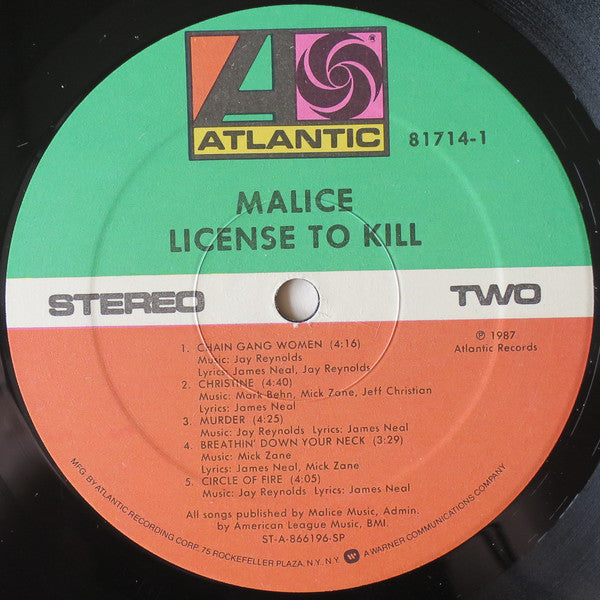 ATLANTIC
81714-1
MALICE
LICENSE TO KILL
STEREO
TWO
℗ 1987
Atlantic Records
1. CHAIN GANG WOMEN (4:16)
Music: Jay Reynolds
Lyrics: James Neal, Jay Reynolds
2. CHRISTINE (4:40)
Music: Mark Behn, Mick Zane, Jeff Christian
Lyrics: James Neal
3. MURDER (4:25)
Music: Jay Reynolds Lyrics: James Neal
4. BREATHIN' DOWN YOUR NECK (3:29)
Music: Mick Zane
Lyrics: James Neal, Mick Zane
5. CIRCLE OF FIRE (4:05)
Music: Jay Reynolds Lyrics: James Neal
All songs published by Malice Music, Admin.
by American League Music, BMI.
ST-A-866196-SP
MFG. BY ATLANTIC RECORDING CORP. 75 ROCKEFELLER PLAZA, N.Y. N.Y. A WARNER COMMUNICATIONS COMPANY